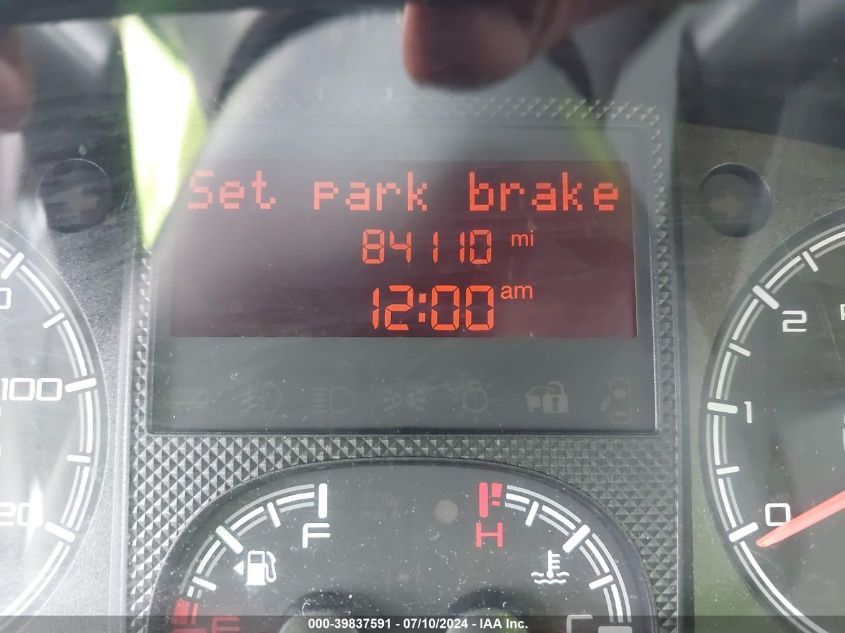 Set park brake
84110 mi
12:00 am
100
20
2
1
0
F
H
E
C
000-39837591 - 07/10/2024 - IAA Inc.